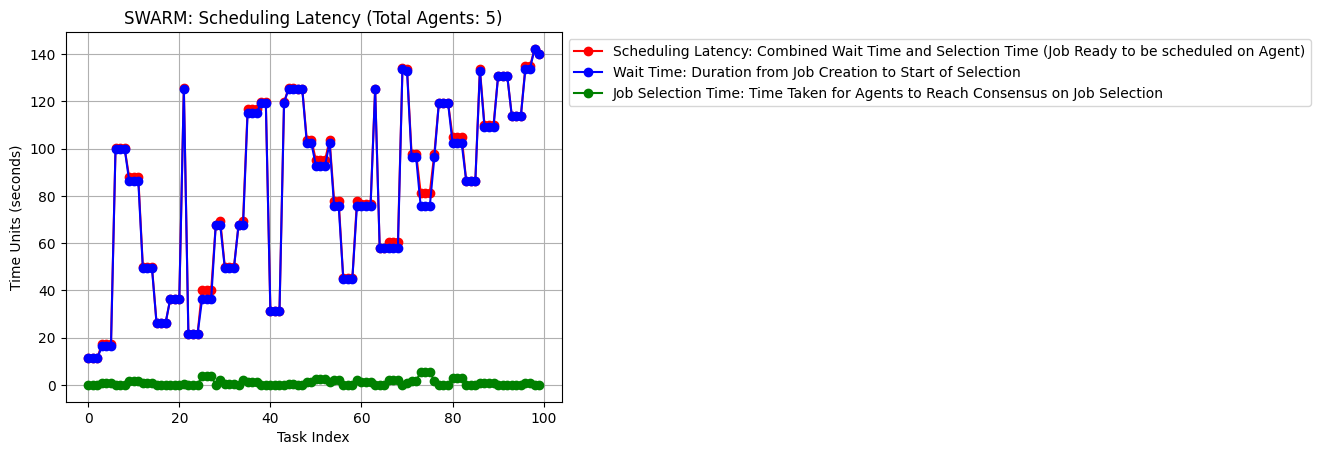 SWARM: Scheduling Latency (Total Agents: 5)
Scheduling Latency: Combined Wait Time and Selection Time (Job Ready to be scheduled on Agent)
Wait Time: Duration from Job Creation to Start of Selection
Job Selection Time: Time Taken for Agents to Reach Consensus on Job Selection
Time Units (seconds)
140
120
100
80
60
40
20
0
0 20 40 60 80 100
Task Index